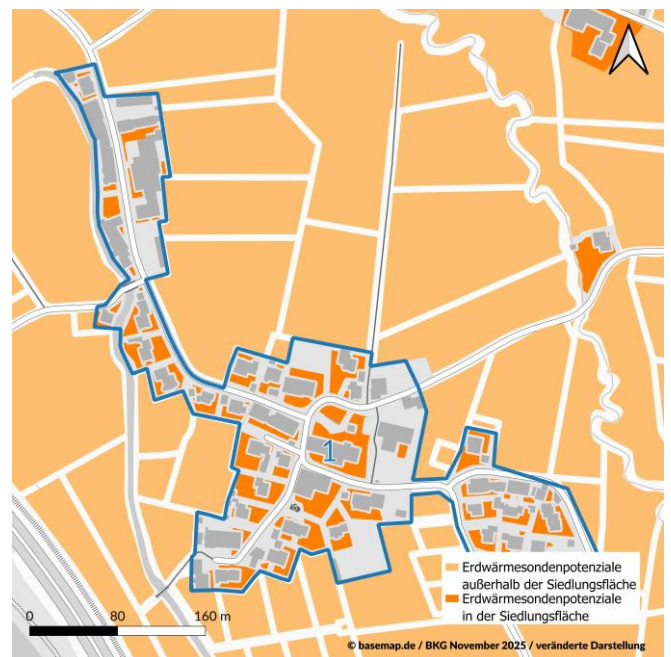 1
Erdwärmesondenpotenziale
außerhalb der Siedlungsfläche
Erdwärmesondenpotenziale
in der Siedlungsfläche
0 80 160 m
© basemap.de / BKG November 2025 / veränderte Darstellung